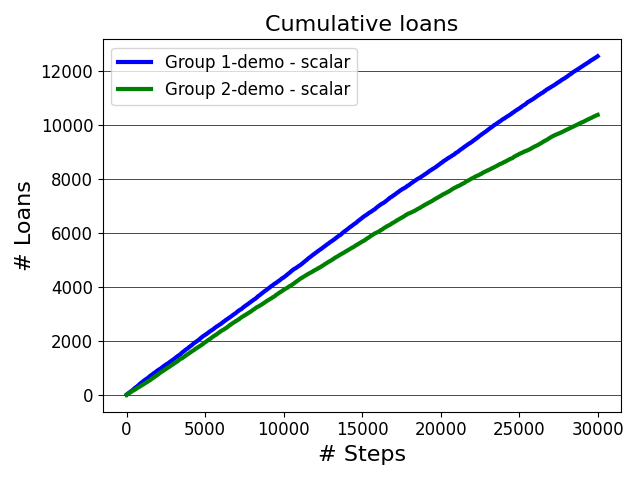 Cumulative loans
Group 1-demo - scalar
Group 2-demo - scalar
# Loans
12000
10000
8000
6000
4000
2000
0
0 5000 10000 15000 20000 25000 30000
# Steps